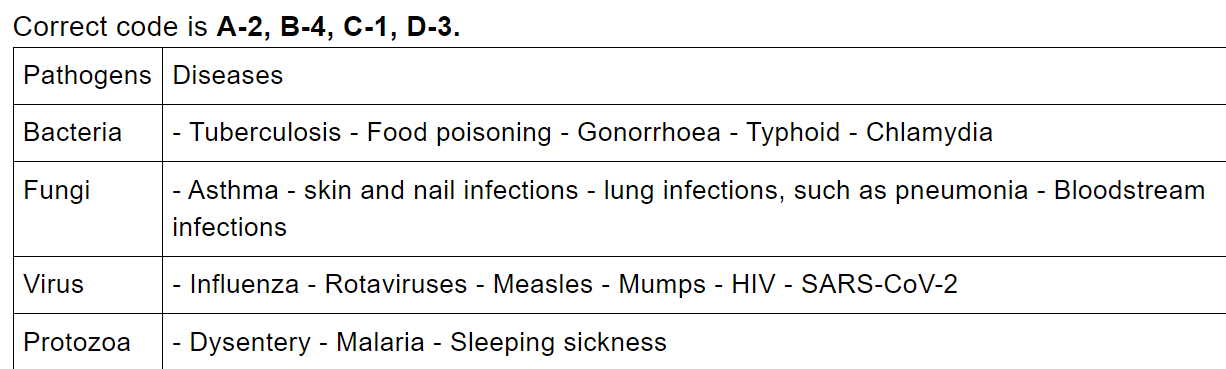 Correct code is A-2, B-4, C-1, D-3.
Pathogens Diseases
Bacteria - Tuberculosis - Food poisoning - Gonorrhoea - Typhoid - Chlamydia
Fungi - Asthma - skin and nail infections - lung infections, such as pneumonia - Bloodstream
infections
Virus - Influenza - Rotaviruses - Measles - Mumps - HIV - SARS-CoV-2
Protozoa - Dysentery - Malaria - Sleeping sickness